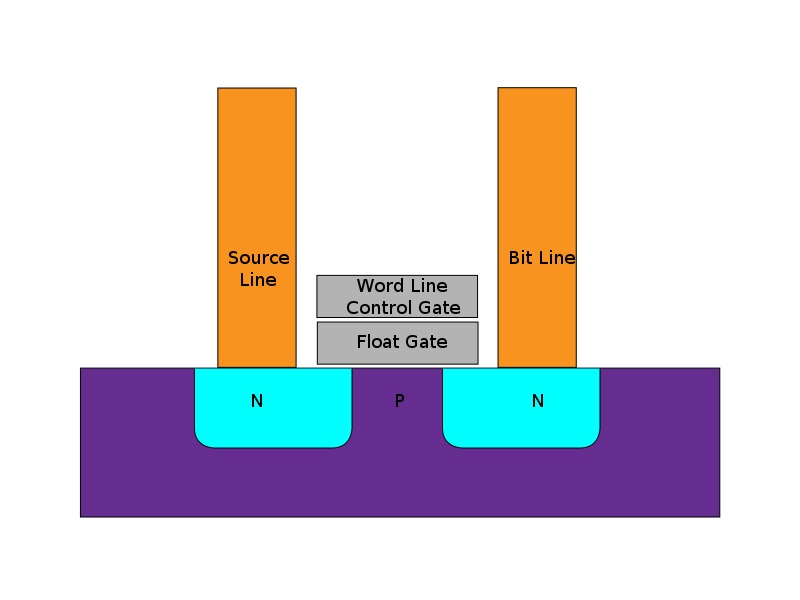 Source
Line
Bit Line
Word Line
Control Gate
Float Gate
N
P
N